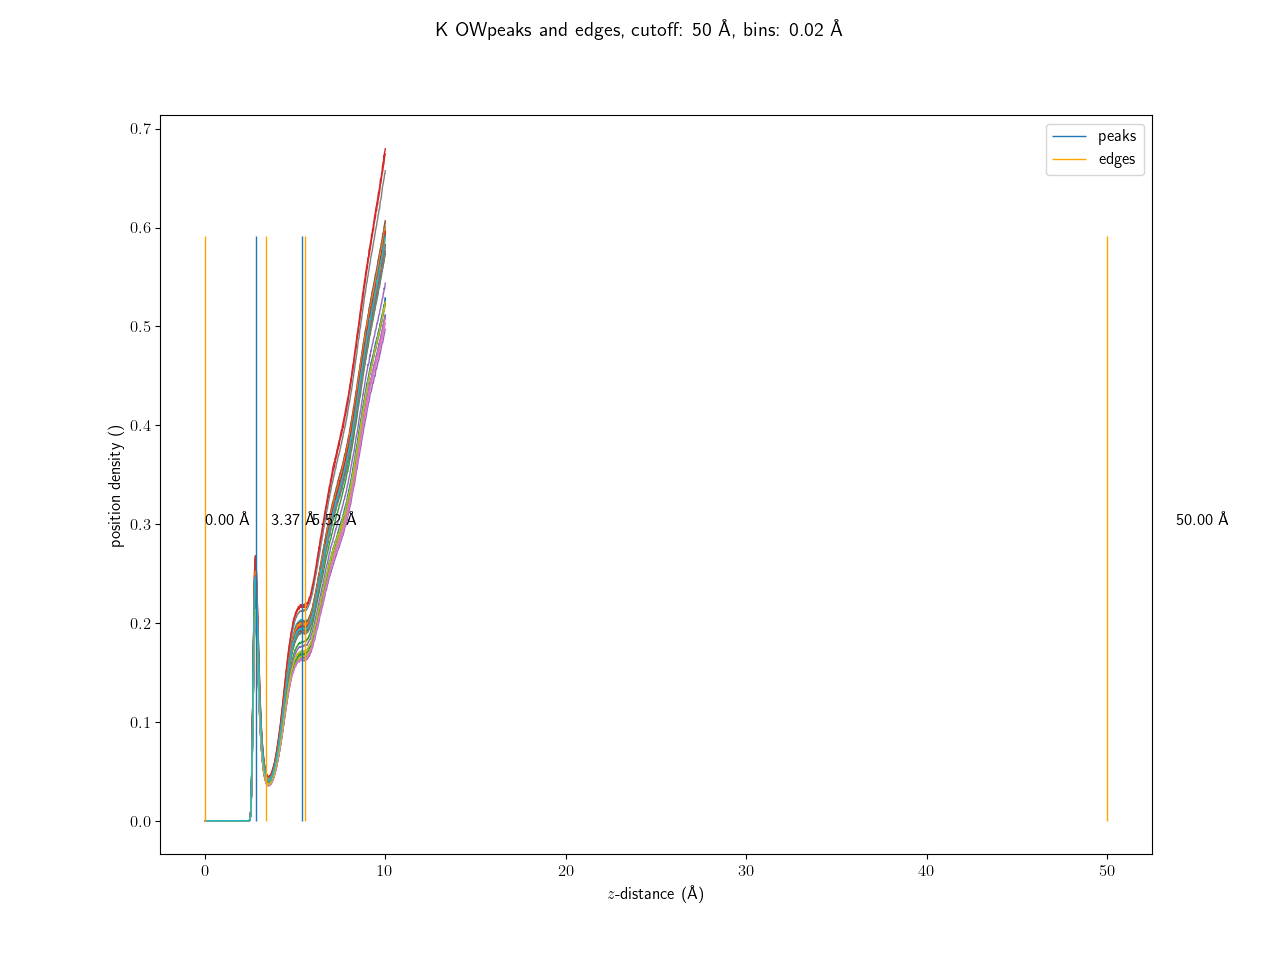 K OWpeaks and edges, cutoff: 50 Å, bins: 0.02 Å
0.7
peaks
edges
0.6
0.5
0.4
position density ()
0.3
0.00 Å
3.37 Å
5.52 Å
50.00 Å
0.2
0.1
0.0
0
10
20
30
40
50
z-distance (Å)